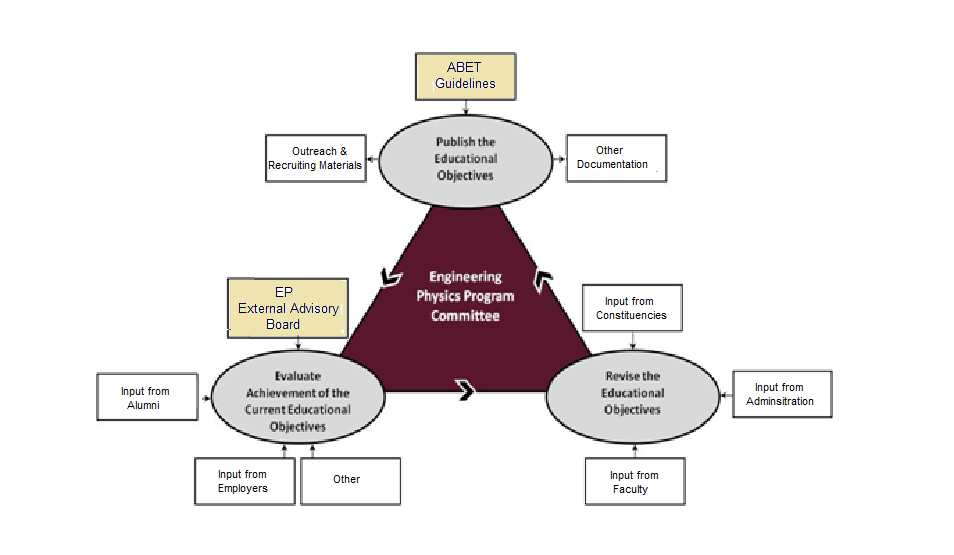 ABET
Guidelines
Publish the
Educational
Objectives
Outreach &
Recruiting Materials
Other
Documentation
Engineering
Physics Program
Committee
EP
External Advisory
Board
Input from
Constituencies
Evaluate
Achievement of the
Current Educational
Objectives
Revise the
Educational
Objectives
Input from
Alumni
Input from
Adminsitration
Input from
Employers
Other
Input from
Faculty